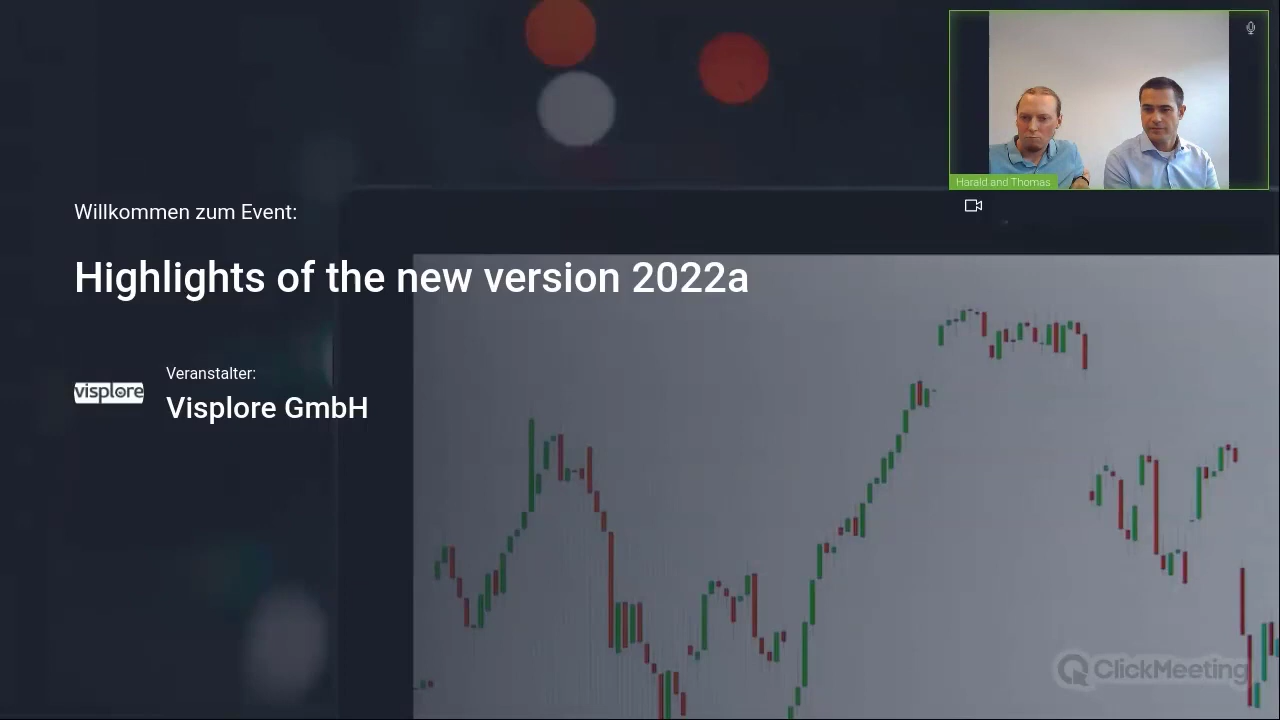 Harald and Thomas
Willkommen zum Event:
Highlights of the new version 2022a
visplore
Veranstalter:
Visplore GmbH
ClickMeeting